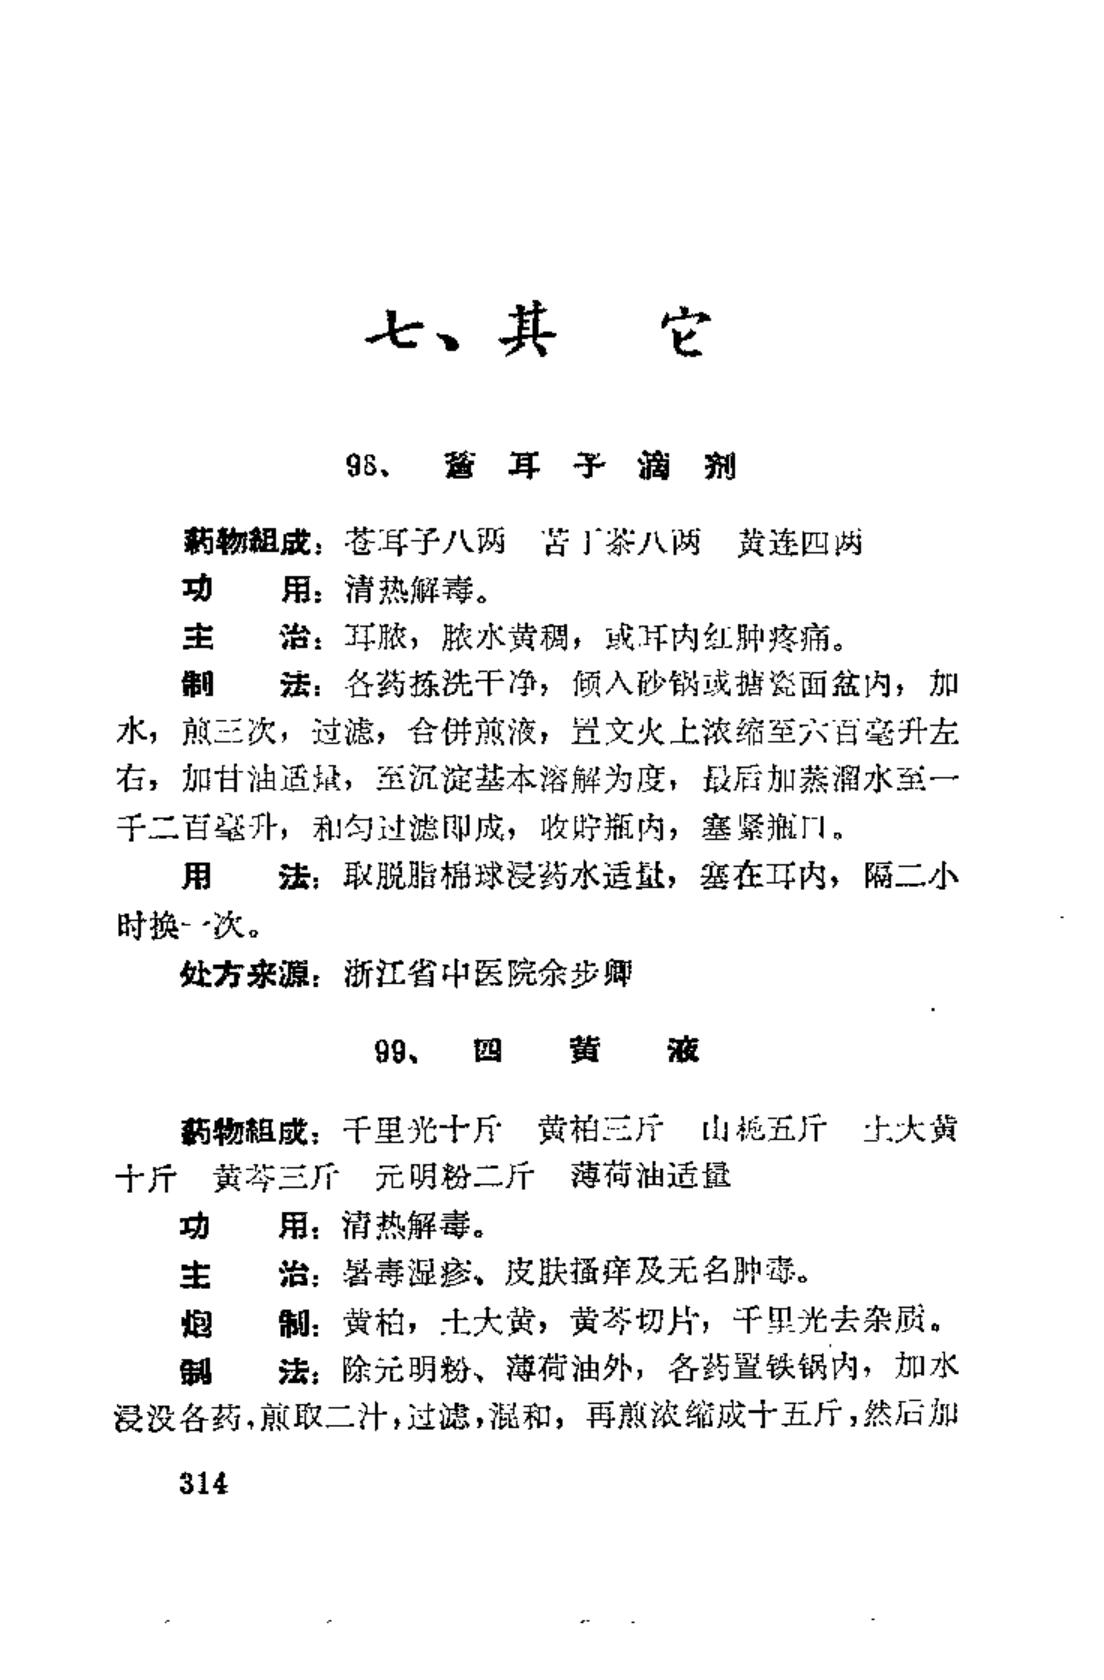 七、其　它
98、　蒼　耳　子　滴　剂
药物組成：苍耳子八两　苦丁茶八两　黄连四两
功　　用：清热解毒。
主　　治：耳脓，脓水黄稠，或耳内红肿疼痛。
制　　法：各药拣洗干净，倾入砂锅或搪瓷面盆内，加
水，煎三次，过滤，合併煎液，置文火上浓缩至六百毫升左
右，加甘油适量，至沉淀基本溶解为度，最后加蒸溜水至一
千二百毫升，和匀过滤即成，收贮瓶内，塞紧瓶口。
用　　法：取脱脂棉球浸药水适量，塞在耳内，隔二小
时换一次。
处方来源：浙江省中医院余步卿
99、　四　　黄　　液
药物組成：千里光十斤　黄柏三斤　山栀五斤　土大黄
十斤　黄芩三斤　元明粉二斤　薄荷油适量
功　　用：清热解毒。
主　　治：暑毒湿疹、皮肤搔痒及无名肿毒。
炮　　制：黄柏，土大黄，黄芩切片，千里光去杂质。
制　　法：除元明粉、薄荷油外，各药置铁锅内，加水
浸没各药，煎取二汁，过滤，混和，再煎浓缩成十五斤，然后加
314